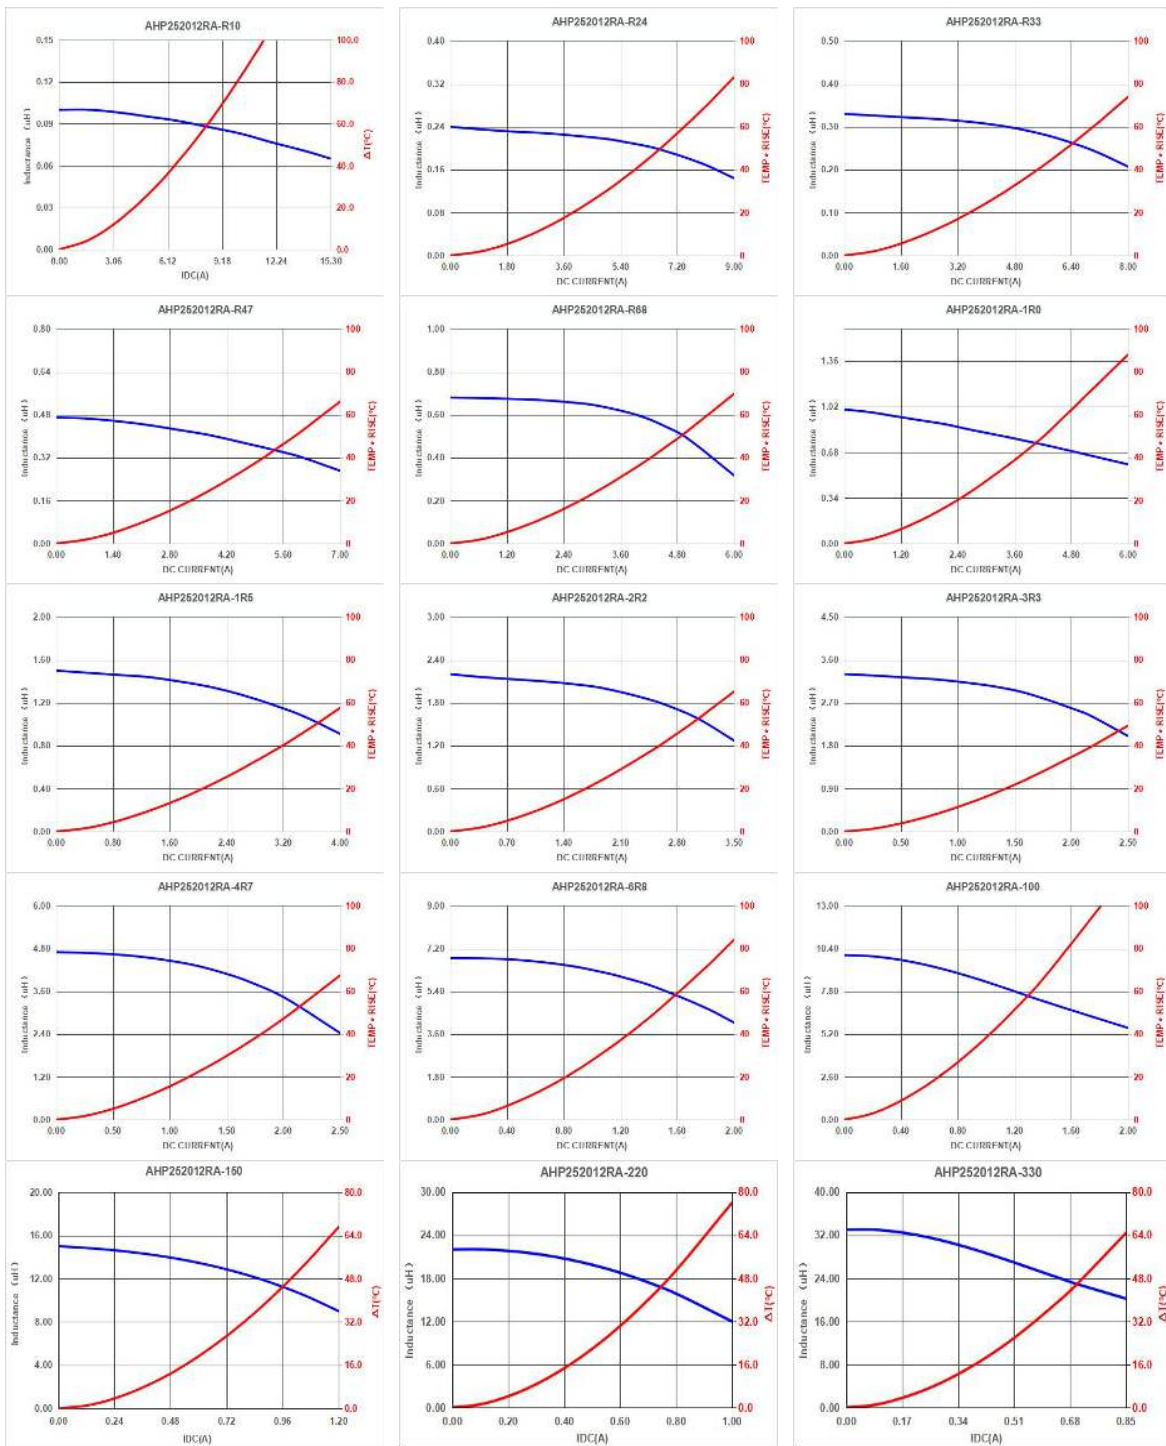 AHP252012RA-R10
0.15
0.12
0.09
0.06
0.03
0.00
Inductance (uH)
100.0
80.0
60.0
40.0
20.0
0.0
ΔT(℃)
0.00 3.06 6.12 9.18 12.24 15.30
IDC(A)
AHP252012RA-R24
0.40
0.32
0.24
0.16
0.08
0.00
Inductance (uH)
100
80
60
40
20
0
TEMP. RISE(℃)
0.00 1.80 3.60 5.40 7.20 9.00
DC CURRENT(A)
AHP252012RA-R33
0.50
0.40
0.30
0.20
0.10
0.00
Inductance (uH)
100
80
60
40
20
0
TEMP. RISE(℃)
0.00 1.60 3.20 4.80 6.40 8.00
DC CURRENT(A)
AHP252012RA-R47
0.80
0.64
0.48
0.32
0.16
0.00
Inductance (uH)
100
80
60
40
20
0
TEMP. RISE(℃)
0.00 1.40 2.80 4.20 5.60 7.00
DC CURRENT(A)
AHP252012RA-R68
1.00
0.80
0.60
0.40
0.20
0.00
Inductance (uH)
100
80
60
40
20
0
TEMP. RISE(℃)
0.00 1.20 2.40 3.60 4.80 6.00
DC CURRENT(A)
AHP252012RA-1R0
1.36
1.02
0.68
0.34
0.00
Inductance (uH)
100
80
60
40
20
0
TEMP. RISE(℃)
0.00 1.20 2.40 3.60 4.80 6.00
DC CURRENT(A)
AHP252012RA-1R5
2.00
1.60
1.20
0.80
0.40
0.00
Inductance (uH)
100
80
60
40
20
0
TEMP. RISE(℃)
0.00 0.80 1.60 2.40 3.20 4.00
DC CURRENT(A)
AHP252012RA-2R2
3.00
2.40
1.80
1.20
0.60
0.00
Inductance (uH)
100
80
60
40
20
0
TEMP. RISE(℃)
0.00 0.70 1.40 2.10 2.80 3.50
DC CURRENT(A)
AHP252012RA-3R3
4.50
3.60
2.70
1.80
0.90
0.00
Inductance (uH)
100
80
60
40
20
0
TEMP. RISE(℃)
0.00 0.50 1.00 1.50 2.00 2.50
DC CURRENT(A)
AHP252012RA-4R7
6.00
4.80
3.60
2.40
1.20
0.00
Inductance (uH)
100
80
60
40
20
0
TEMP. RISE(℃)
0.00 0.50 1.00 1.50 2.00 2.50
DC CURRENT(A)
AHP252012RA-6R8
9.00
7.20
5.40
3.60
1.80
0.00
Inductance (uH)
100
80
60
40
20
0
TEMP. RISE(℃)
0.00 0.40 0.80 1.20 1.60 2.00
DC CURRENT(A)
AHP252012RA-100
13.00
10.40
7.80
5.20
2.60
0.00
Inductance (uH)
100
80
60
40
20
0
TEMP. RISE(℃)
0.00 0.40 0.80 1.20 1.60 2.00
DC CURRENT(A)
AHP252012RA-150
20.00
16.00
12.00
8.00
4.00
0.00
Inductance (uH)
80.0
64.0
48.0
32.0
16.0
0.0
ΔT(℃)
0.00 0.24 0.48 0.72 0.96 1.20
IDC(A)
AHP252012RA-220
30.00
24.00
18.00
12.00
6.00
0.00
Inductance (uH)
80.0
64.0
48.0
32.0
16.0
0.0
ΔT(℃)
0.00 0.20 0.40 0.60 0.80 1.00
IDC(A)
AHP252012RA-330
40.00
32.00
24.00
16.00
8.00
0.00
Inductance (uH)
80.0
64.0
48.0
32.0
16.0
0.0
ΔT(℃)
0.00 0.17 0.34 0.51 0.68 0.85
IDC(A)